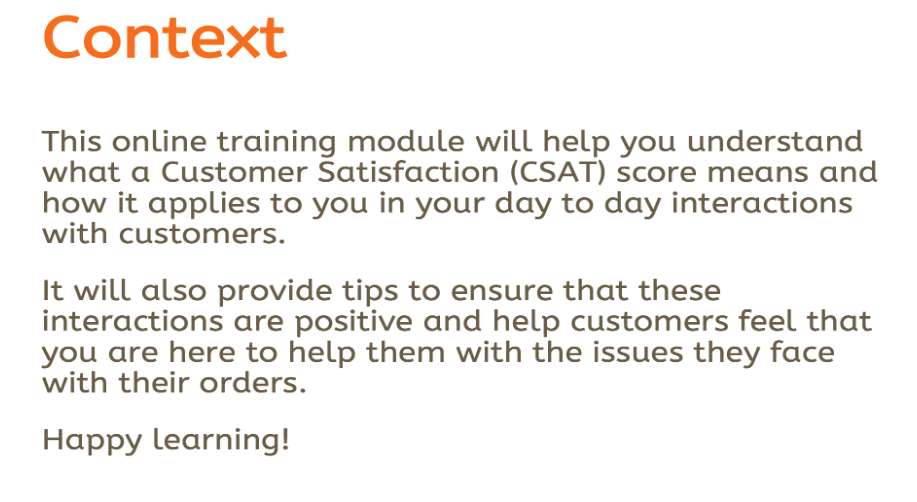 Context
This online training module will help you understand
what a Customer Satisfaction (CSAT) score means and
how it applies to you in your day to day interactions
with customers.
It will also provide tips to ensure that these
interactions are positive and help customers feel that
you are here to help them with the issues they face
with their orders.
Happy learning!